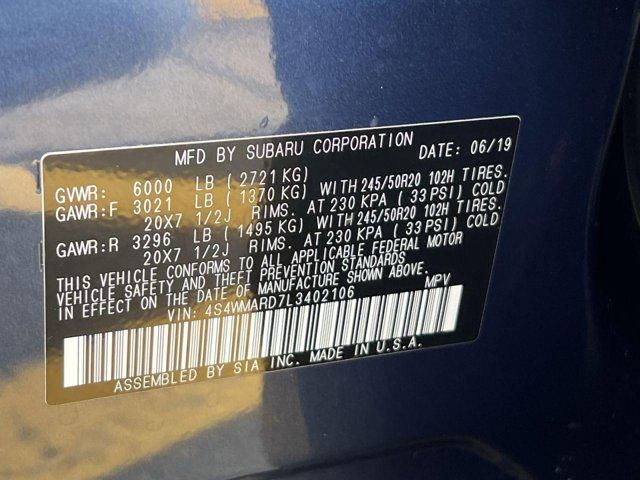 MFD BY SUBARU CORPORATION DATE: 06/19
GVWR: 6000 LB ( 2721 KG)
GAWR:F 3021 LB ( 1370 KG) WITH 245/50R20 102H TIRES.
20X7 1/2J RIMS. AT 230 KPA ( 33 PSI) COLD
GAWR:R 3296 LB ( 1495 KG) WITH 245/50R20 102H TIRES.
20X7 1/2J RIMS. AT 230 KPA ( 33 PSI) COLD
THIS VEHICLE CONFORMS TO ALL APPLICABLE FEDERAL MOTOR
VEHICLE SAFETY AND THEFT PREVENTION STANDARDS
IN EFFECT ON THE DATE OF MANUFACTURE SHOWN ABOVE.
VIN: 4S4WMARD7L3402106 MPV
ASSEMBLED BY SIA INC. MADE IN U.S.A.